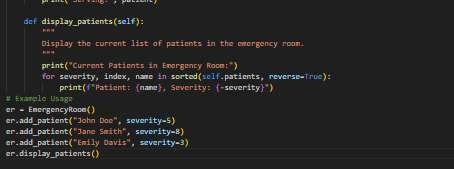 print("Serving:", patient)
def display_patients(self):
"""
Display the current list of patients in the emergency room.
"""
print("Current Patients in Emergency Room:")
for severity, index, name in sorted(self.patients, reverse=True):
print(f"Patient: {name}, Severity: {-severity}")
# Example Usage
er = EmergencyRoom()
er.add_patient("John Doe", severity=5)
er.add_patient("Jane Smith", severity=8)
er.add_patient("Emily Davis", severity=3)
er.display_patients()